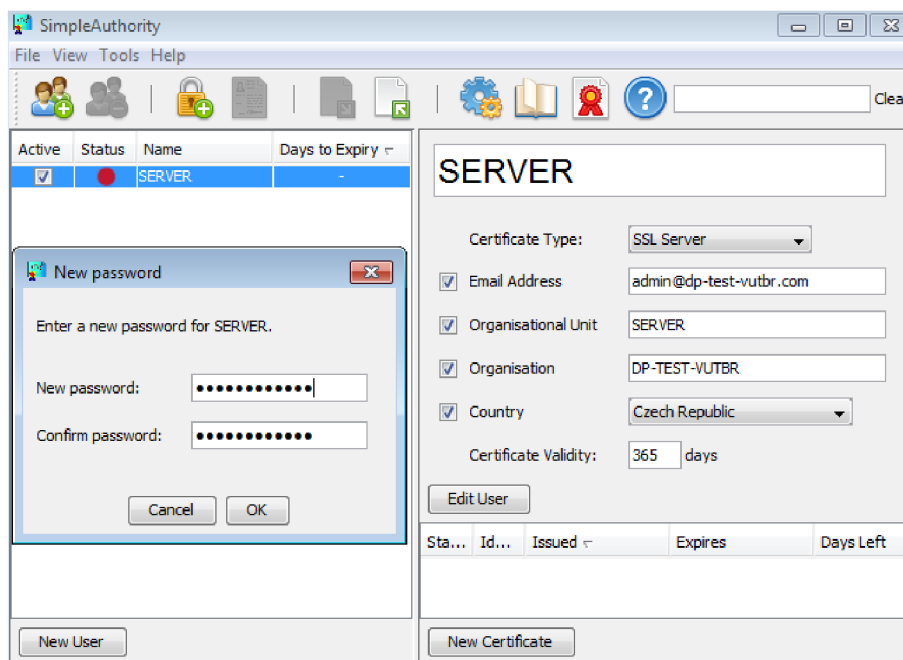 SimpleAuthority
File View Tools Help
Clea
Active Status Name Days to Expiry
SERVER -
New password
Enter a new password for SERVER.
New password: ••••••••••••
Confirm password: ••••••••••••
Cancel OK
New User
SERVER
Certificate Type: SSL Server
Email Address admin@dp-test-vutbr.com
Organisational Unit SERVER
Organisation DP-TEST-VUTBR
Country Czech Republic
Certificate Validity: 365 days
Edit User
Sta... Id... Issued Expires Days Left
New Certificate